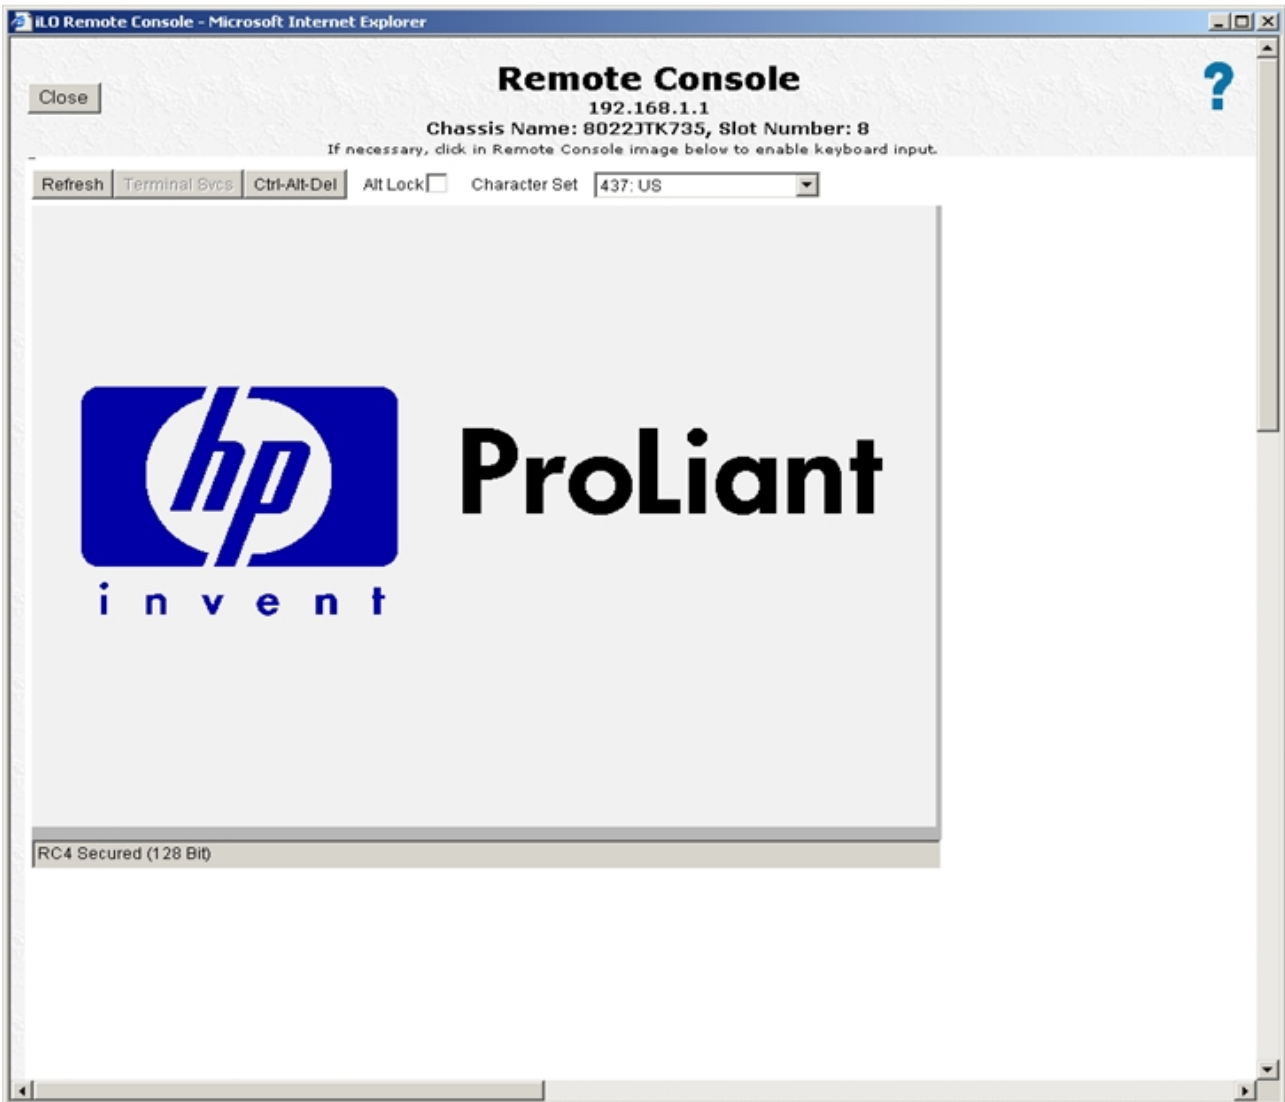 iLO Remote Console - Microsoft Internet Explorer
Close
Remote Console
?
192.168.1.1
Chassis Name: 8022JTK735, Slot Number: 8
If necessary, click in Remote Console image below to enable keyboard input.
Refresh Terminal Svcs Ctrl-Alt-Del Alt Lock Character Set 437: US
hp ProLiant
invent
RC4 Secured (128 Bit)